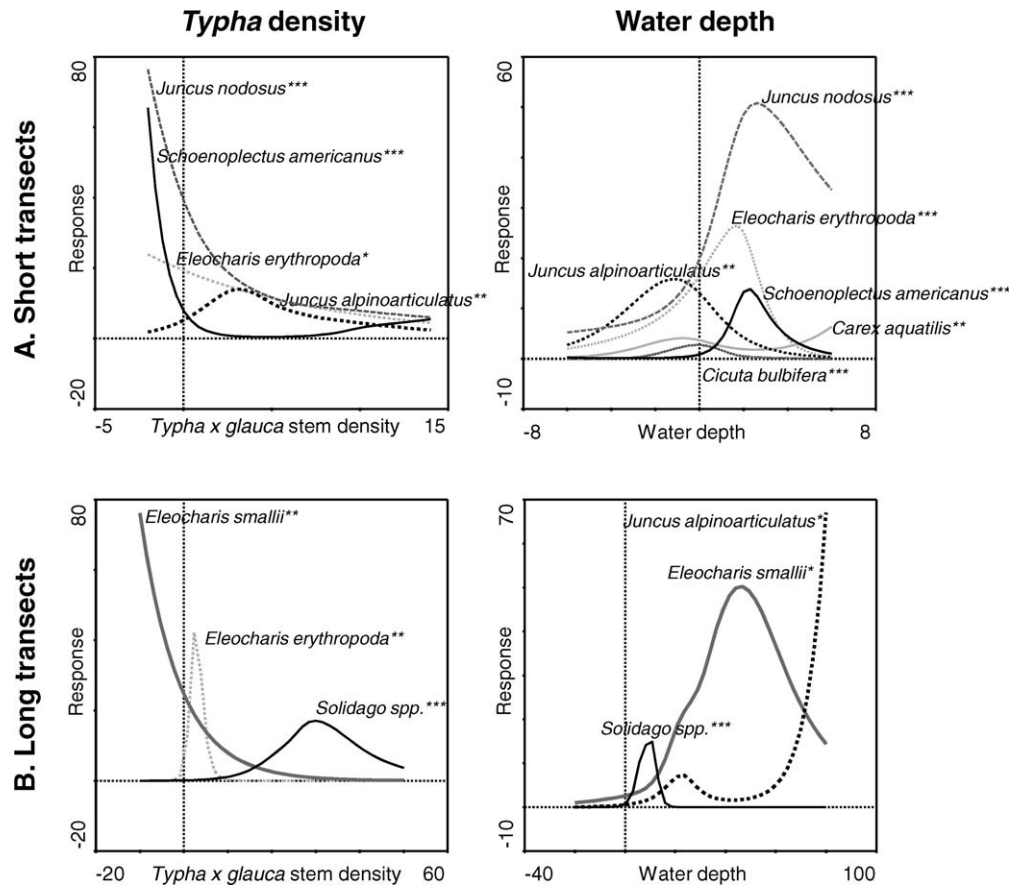 Typha density
Water depth
A. Short transects
80
Response
-20
Juncus nodosus***
Schoenoplectus americanus***
Eleocharis erythropoda*
Juncus alpinoarticulatus**
-5
Typha x glauca stem density
15
60
Response
-10
Juncus nodosus***
Eleocharis erythropoda***
Juncus alpinoarticulatus**
Schoenoplectus americanus***
Carex aquatilis**
Cicuta bulbifera***
-8
Water depth
8
B. Long transects
80
Response
-20
Eleocharis smallii**
Eleocharis erythropoda**
Solidago spp.***
-20
Typha x glauca stem density
60
70
Response
-10
Juncus alpinoarticulatus*
Eleocharis smallii*
Solidago spp.***
-40
Water depth
100